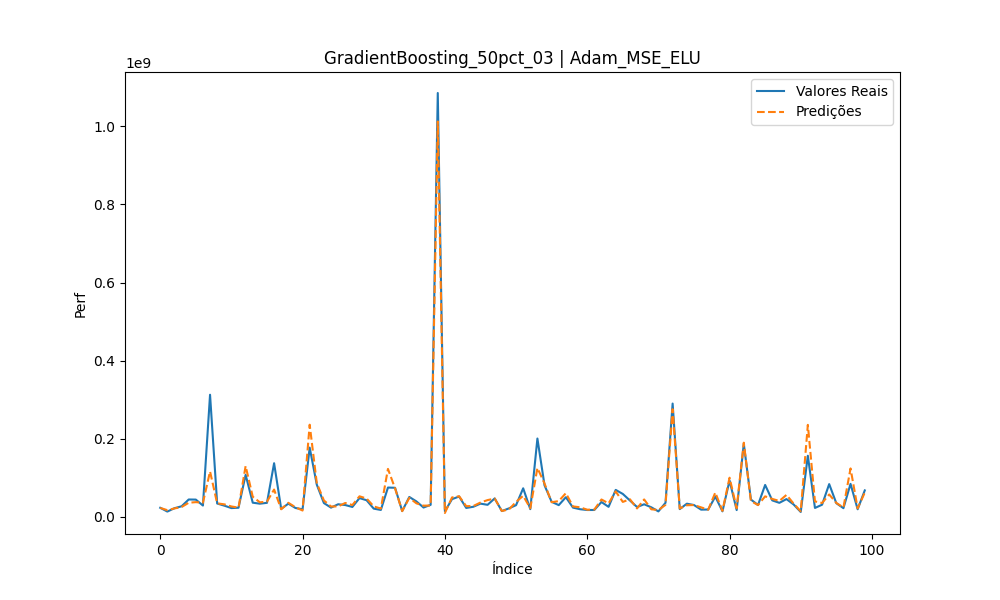 GradientBoosting_50pct_03 | Adam_MSE_ELU
1e9
Valores Reais
Predições
1.0
0.8
0.6
0.4
0.2
0.0
Perf
0
20
40
60
80
100
Índice